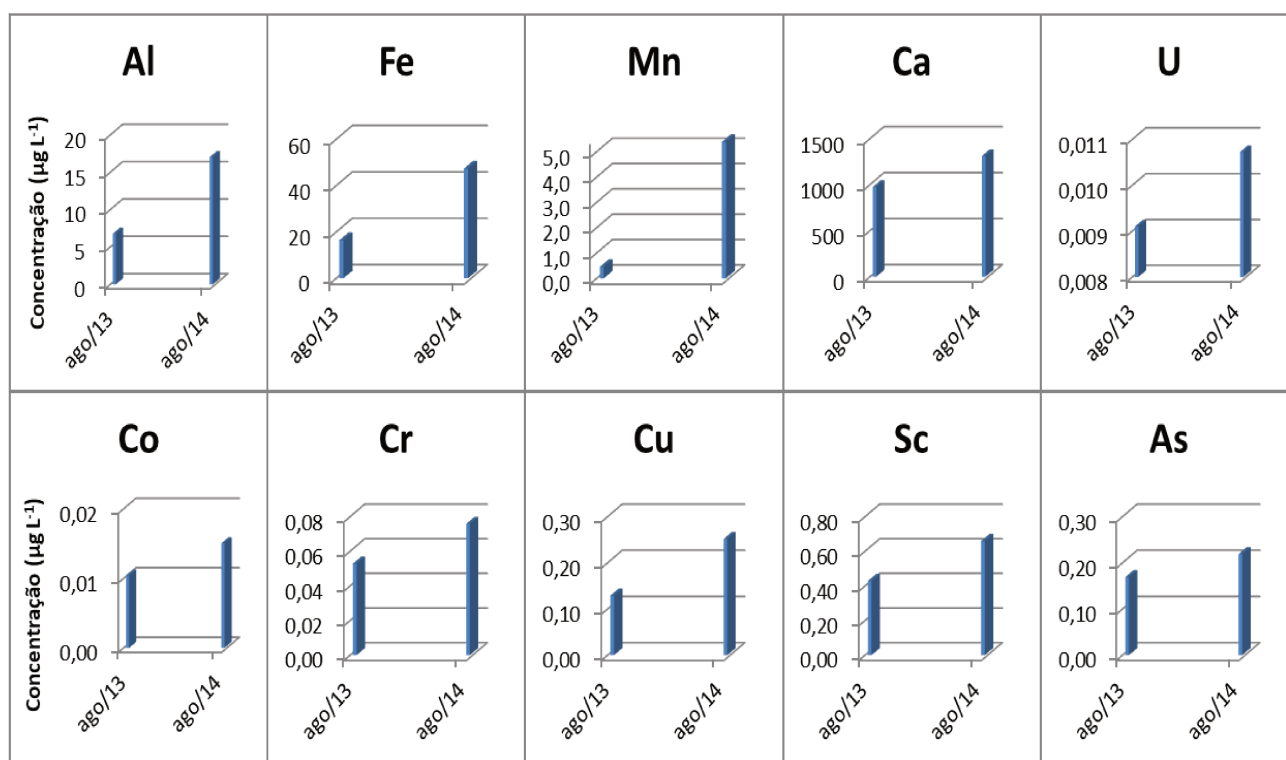 Al
Fe
Mn
Ca
U
Concentração (µg L⁻¹)
20
15
10
5
0
ago/13
ago/14
60
40
20
0
ago/13
ago/14
5,0
4,0
3,0
2,0
1,0
0,0
ago/13
ago/14
1500
1000
500
0
ago/13
ago/14
0,011
0,010
0,009
0,008
ago/13
ago/14
Co
Cr
Cu
Sc
As
Concentração (µg L⁻¹)
0,02
0,01
0,00
ago/13
ago/14
0,08
0,06
0,04
0,02
0,00
ago/13
ago/14
0,30
0,20
0,10
0,00
ago/13
ago/14
0,80
0,60
0,40
0,20
0,00
ago/13
ago/14
0,30
0,20
0,10
0,00
ago/13
ago/14